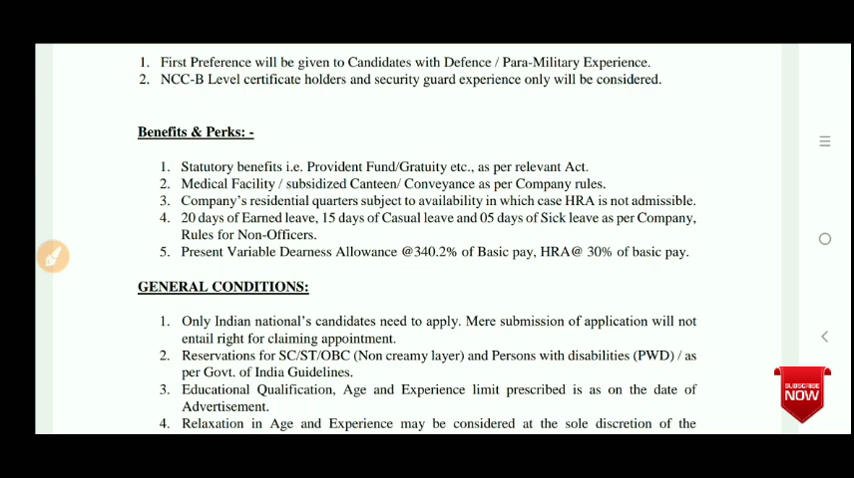 1. First Preference will be given to Candidates with Defence / Para-Military Experience.
2. NCC-B Level certificate holders and security guard experience only will be considered.
Benefits & Perks: -
1. Statutory benefits i.e. Provident Fund/Gratuity etc., as per relevant Act.
2. Medical Facility / subsidized Canteen/ Conveyance as per Company rules.
3. Company's residential quarters subject to availability in which case HRA is not admissible.
4. 20 days of Earned leave, 15 days of Casual leave and 05 days of Sick leave as per Company,
Rules for Non-Officers.
5. Present Variable Dearness Allowance @340.2% of Basic pay, HRA@ 30% of basic pay.
GENERAL CONDITIONS:
1. Only Indian national's candidates need to apply. Mere submission of application will not
entail right for claiming appointment.
2. Reservations for SC/ST/OBC (Non creamy layer) and Persons with disabilities (PWD) / as
per Govt. of India Guidelines.
3. Educational Qualification, Age and Experience limit prescribed is as on the date of
Advertisement.
4. Relaxation in Age and Experience may be considered at the sole discretion of the
SUBSCRIBE
NOW